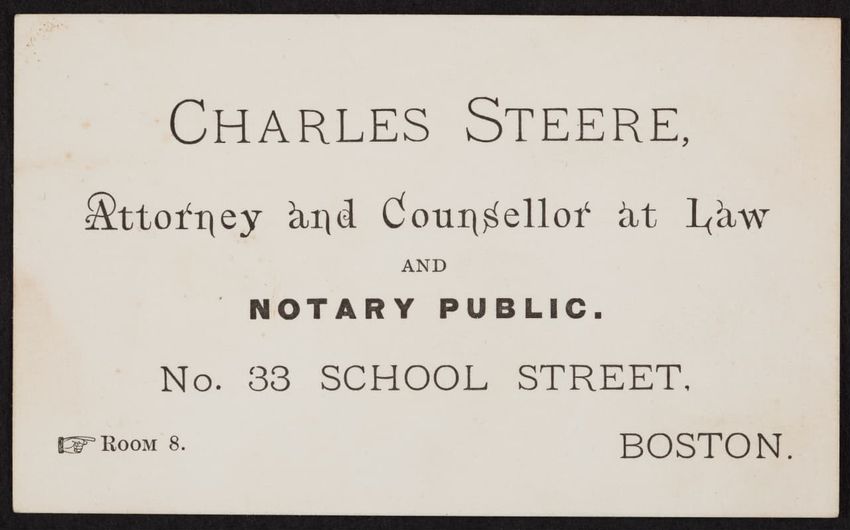 CHARLES STEERE,
Attorney and Counsellor at Law
AND
NOTARY PUBLIC.
No. 33 SCHOOL STREET,
☞ ROOM 8. BOSTON.